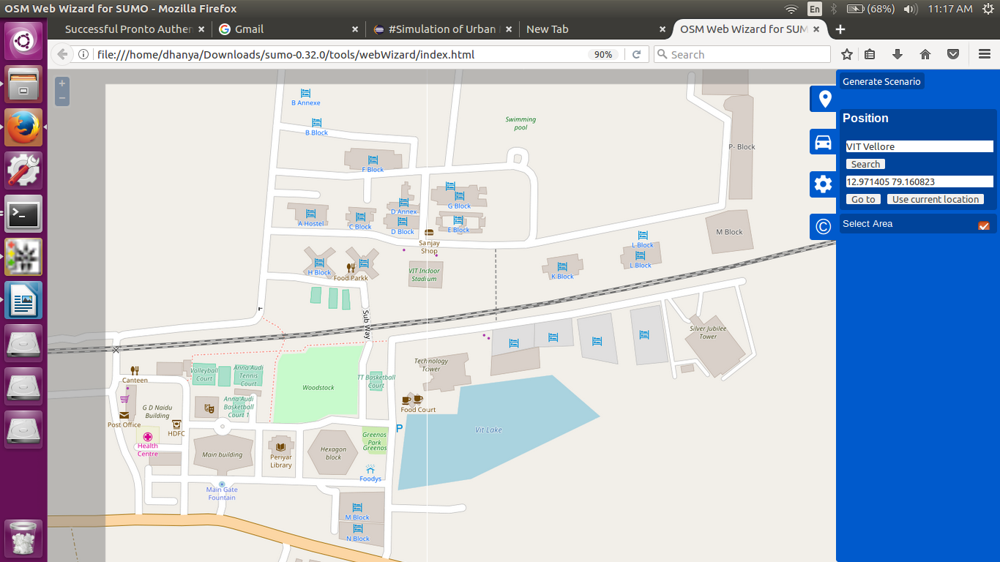 OSM Web Wizard for SUMO - Mozilla Firefox
En
(68%)
11:17 AM
Successful Pronto Auther
Gmail
#Simulation of Urban
New Tab
OSM Web Wizard for SUM
file:///home/dhanya/Downloads/sumo-0.32.0/tools/webWizard/index.html
90%
Search
+
−
Generate Scenario
Position
VIT Vellore
Search
12.971405 79.160823
Go to
Use current location
Select Area
©
B Annexe
B Block
Swimming
pool
P- Block
F Block
G Block
D Annex
A Hostel
C Block
D Block
E Block
Sanjay
Shop
M Block
L Block
L Block
H Block
Food Parkk
VIT Indoor
Stadium
K Block
Sub Way
Silver Jubilee
Tower
Canteen
Volleyball
Court
Anna Audi
Tennis
Court
Woodstock
TT Basketball
Court
Technology
Tower
Anna Audi
Basketball
Court 1
G D Naidu
Building
Food Court
Post Office
HDFC
P
Vit Lake
Health
Centre
Main building
Periyar
Library
Hexagon
block
Greenos
Park
Greenos
Foodys
Main Gate
Fountain
M Block
N Block